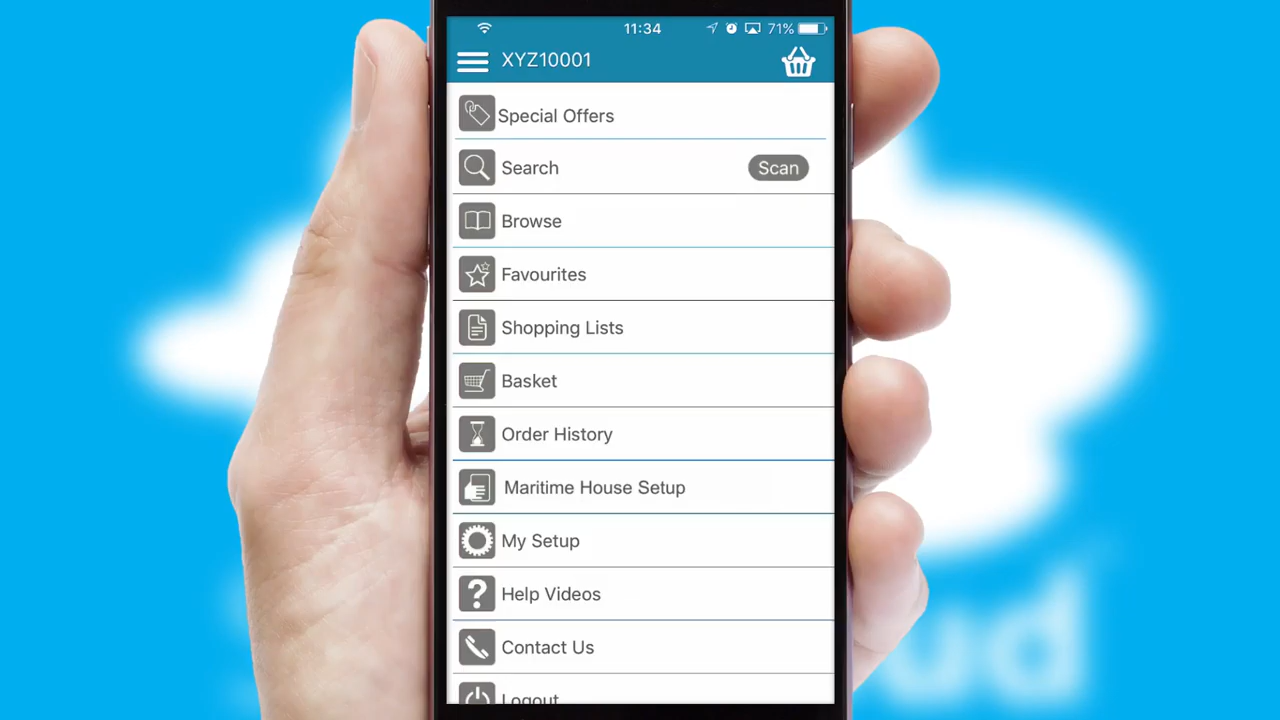 11:34 71%
XYZ10001
Special Offers
Search Scan
Browse
Favourites
Shopping Lists
Basket
Order History
Maritime House Setup
My Setup
Help Videos
Contact Us
Logout
ud